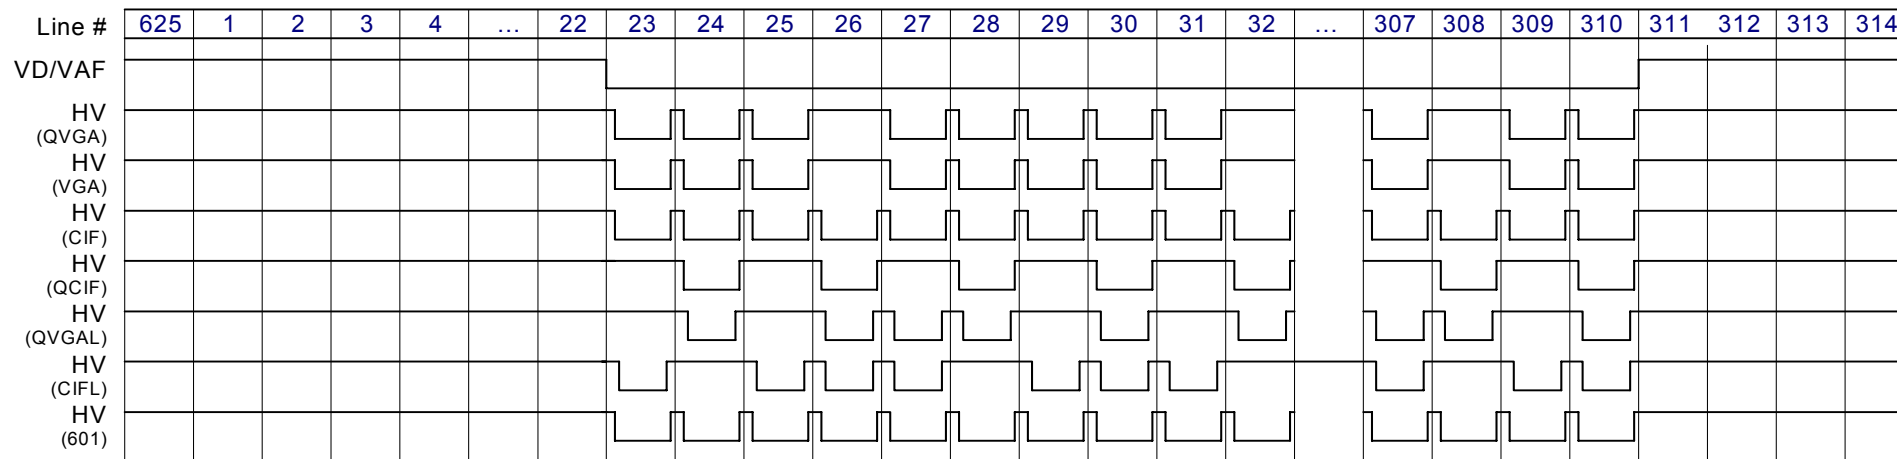 Line # 625 1 2 3 4 ... 22 23 24 25 26 27 28 29 30 31 32 ... 307 308 309 310 311 312 313 314
VD/VAF
HV
(QVGA)
HV
(VGA)
HV
(CIF)
HV
(QCIF)
HV
(QVGAL)
HV
(CIFL)
HV
(601)